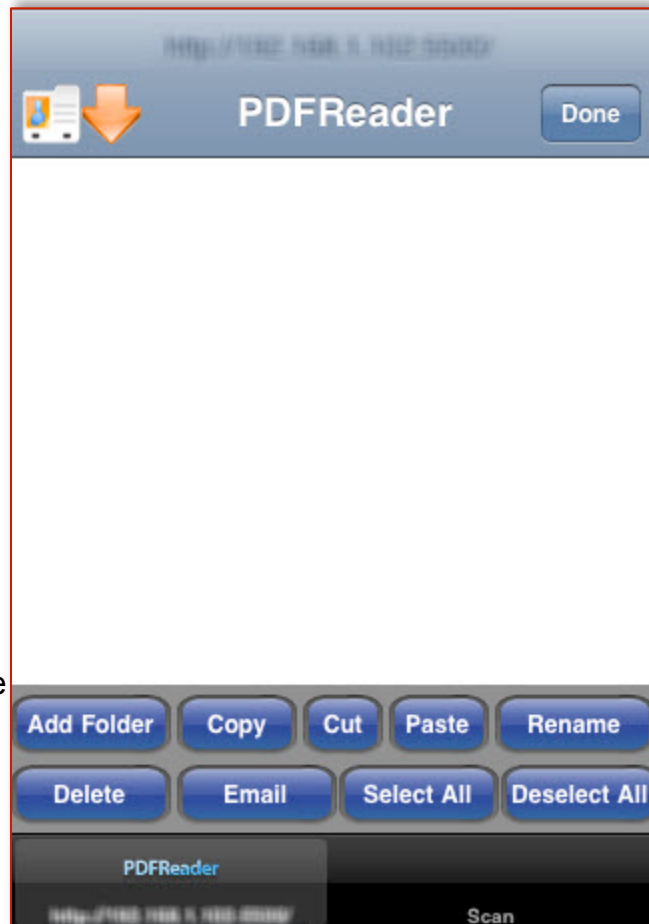 PDFReader Done
e
Add Folder Copy Cut Paste Rename
Delete Email Select All Deselect All
PDFReader
Scan